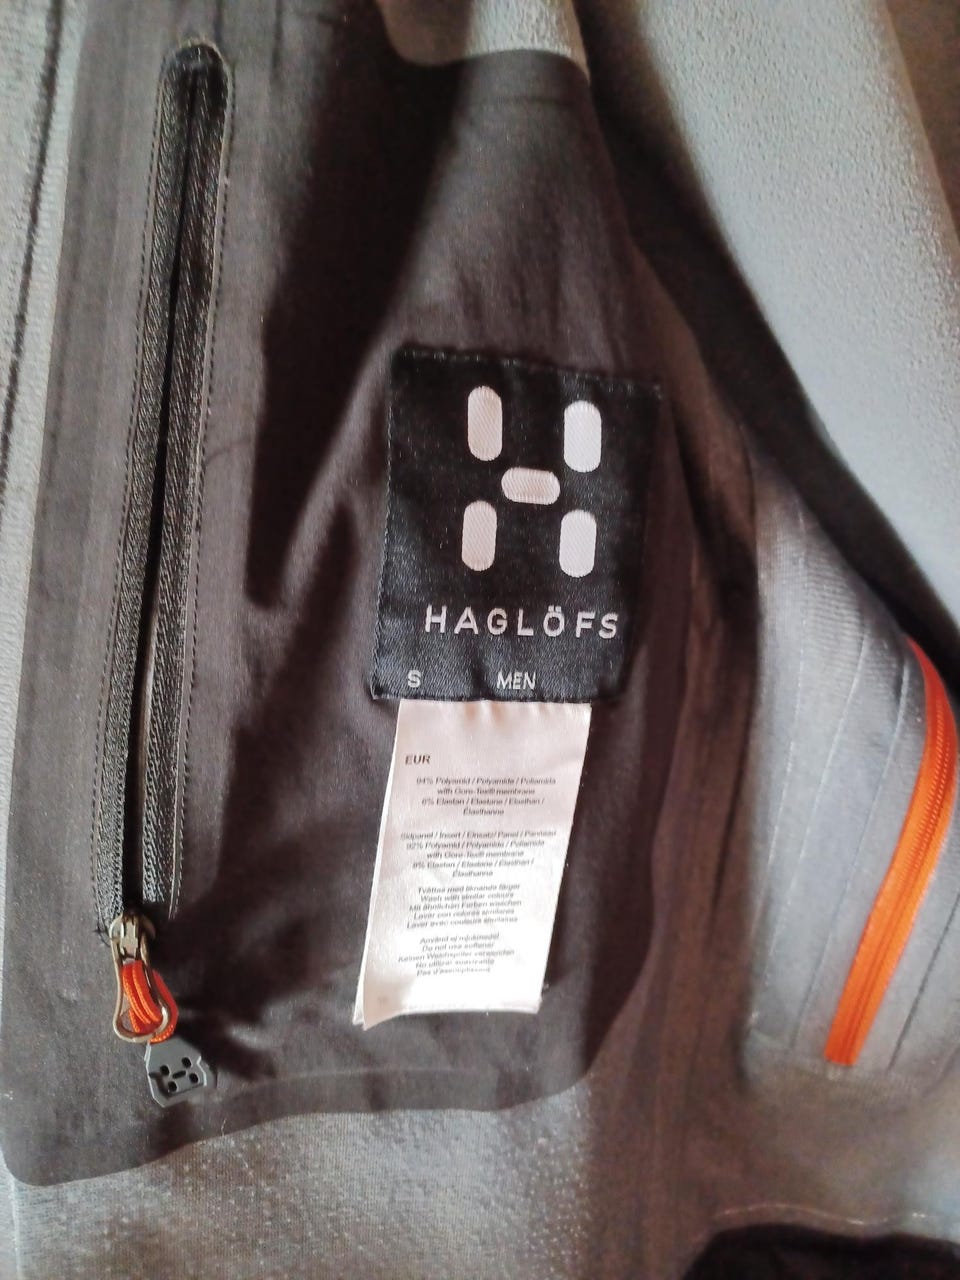 HAGLÖFS
S MEN
EUR
94% Polyamid / Polyamide / Poliamida
with Gore-Tex® membrane
6% Elastan / Elastane / Elasthan /
Élasthanne
Sidpanel / Insert / Einsatz / Panel / Panneau
92% Polyamid / Polyamide / Poliamida
with Gore-Tex® membrane
8% Elastan / Elastane / Elasthan /
Élasthanne
Tvättas med liknande färger
Wash with similar colours
Mit ähnlichen Farben waschen
Lavar con colores similares
Laver avec couleurs similaires
Använd ej mjukmedel
Do not use softener
Keinen Weichspüler verwenden
No utilizar suavizante
Pas d'assouplissant